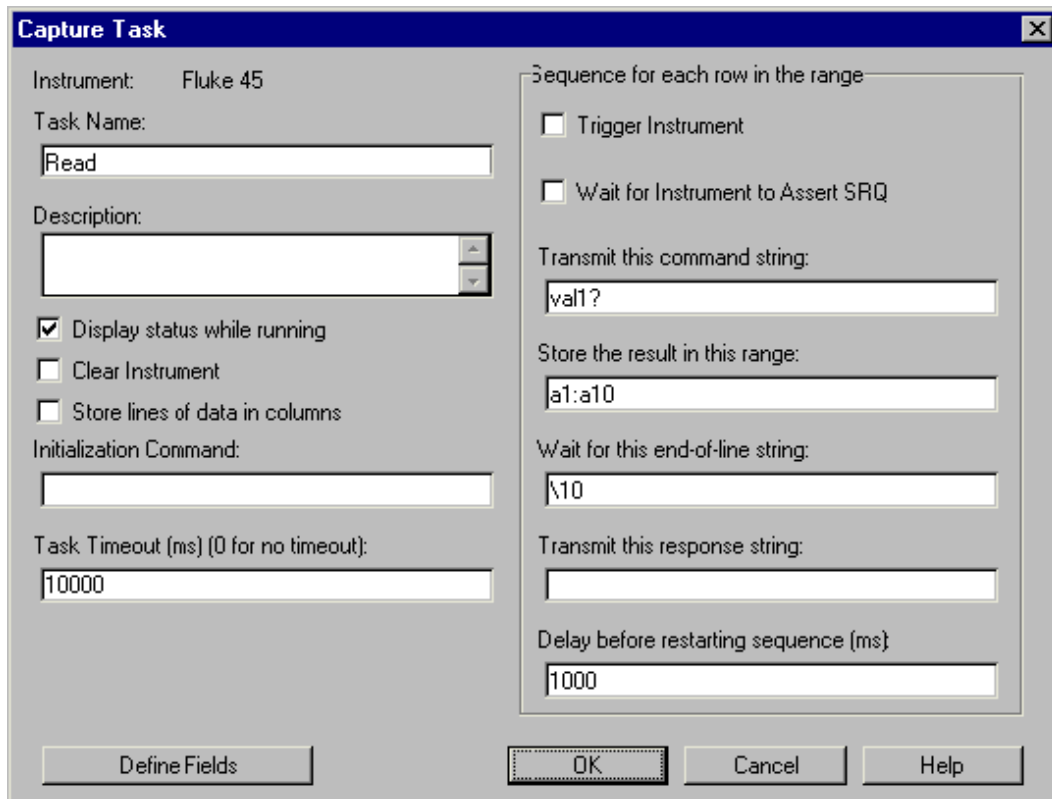 Capture Task
Instrument: Fluke 45
Task Name:
Read
Description:
Display status while running
Clear Instrument
Store lines of data in columns
Initialization Command:
Task Timeout (ms) (0 for no timeout):
10000
Sequence for each row in the range
Trigger Instrument
Wait for Instrument to Assert SRQ
Transmit this command string:
val1?
Store the result in this range:
a1:a10
Wait for this end-of-line string:
\10
Transmit this response string:
Delay before restarting sequence (ms):
1000
Define Fields
OK
Cancel
Help